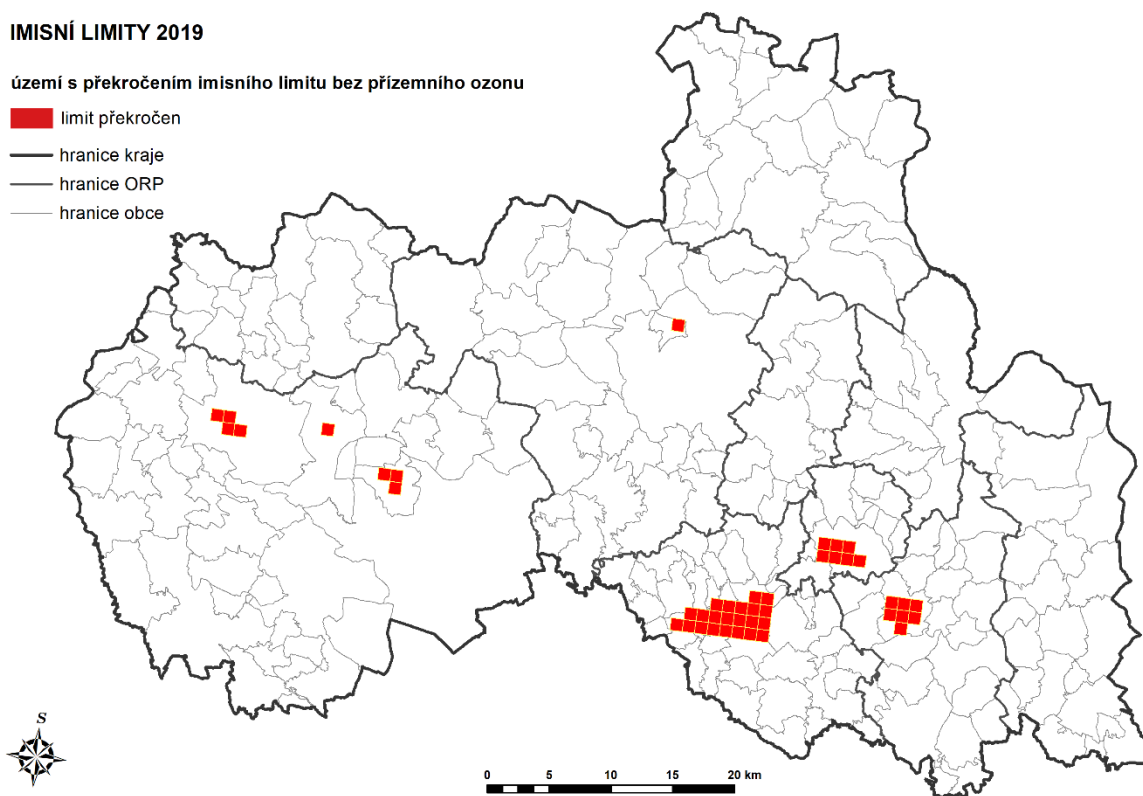 IMISNÍ LIMITY 2019
území s překročením imisního limitu bez přízemního ozonu
limit překročen
hranice kraje
hranice ORP
hranice obce
S
0 5 10 15 20 km